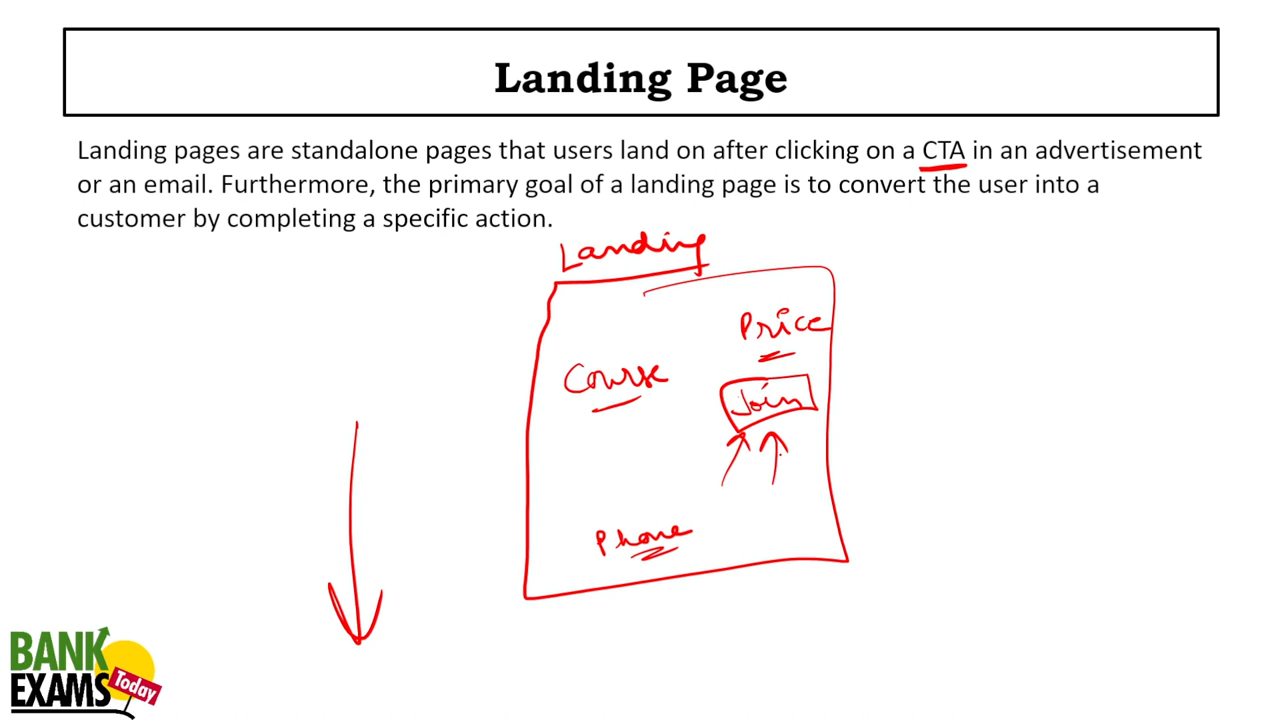 Landing Page
Landing pages are standalone pages that users land on after clicking on a CTA in an advertisement
or an email. Furthermore, the primary goal of a landing page is to convert the user into a
customer by completing a specific action.
Landing
Price
Course
Join
Phone
BANK
EXAMS
Today